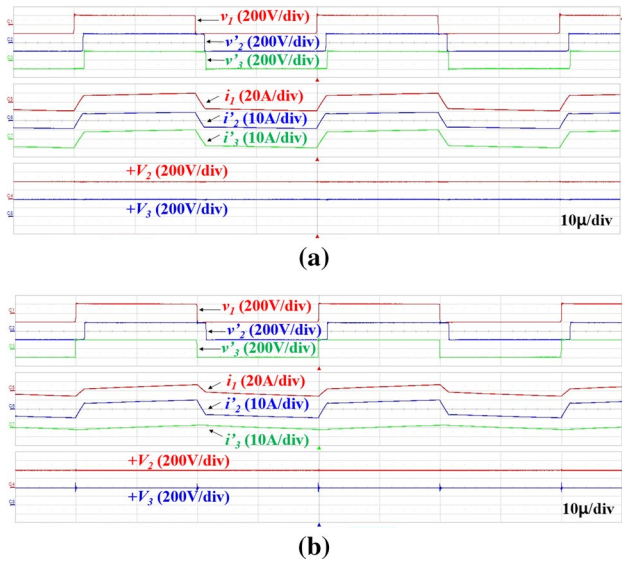 v1 (200V/div)
v'2 (200V/div)
v'3 (200V/div)
i1 (20A/div)
i'2 (10A/div)
i'3 (10A/div)
+V2 (200V/div)
+V3 (200V/div)
10μ/div
(a)
v1 (200V/div)
v'2 (200V/div)
v'3 (200V/div)
i1 (20A/div)
i'2 (10A/div)
i'3 (10A/div)
+V2 (200V/div)
+V3 (200V/div)
10μ/div
(b)